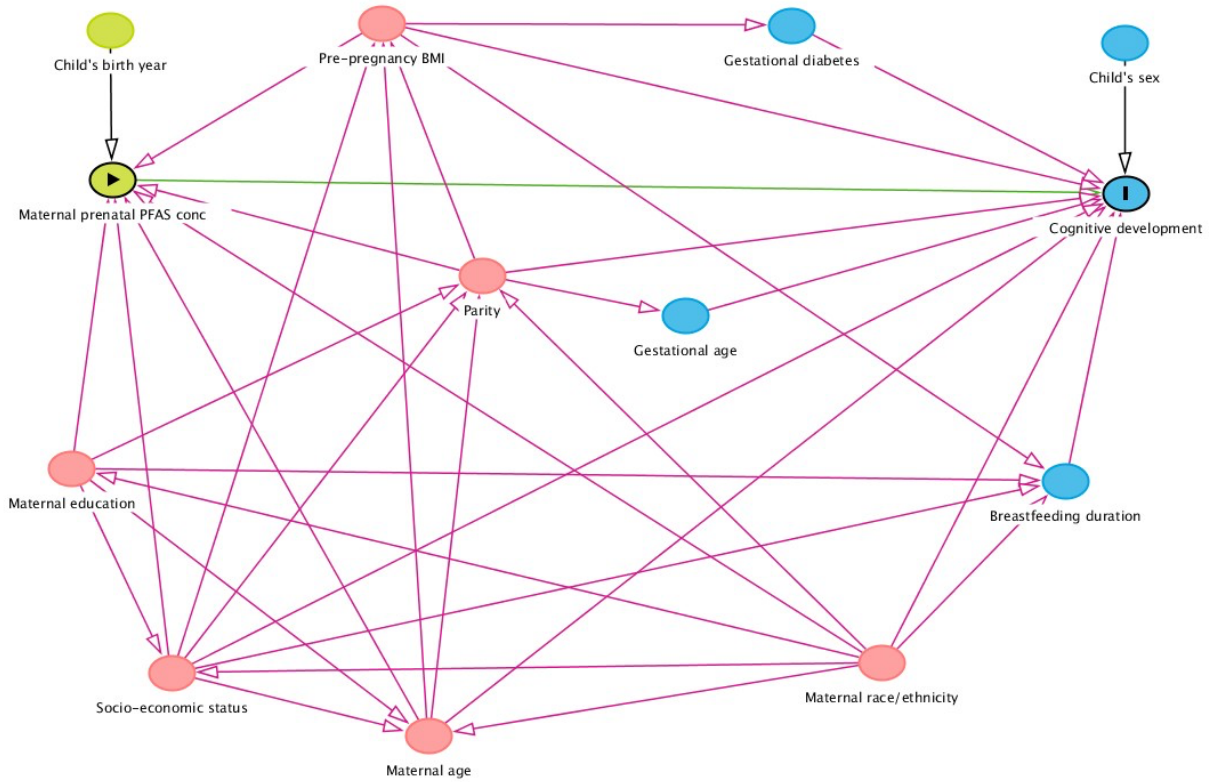 Child's birth year
Pre-pregnancy BMI
Gestational diabetes
Child's sex
Maternal prenatal PFAS conc
Cognitive development
Parity
Gestational age
Maternal education
Breastfeeding duration
Socio-economic status
Maternal race/ethnicity
Maternal age